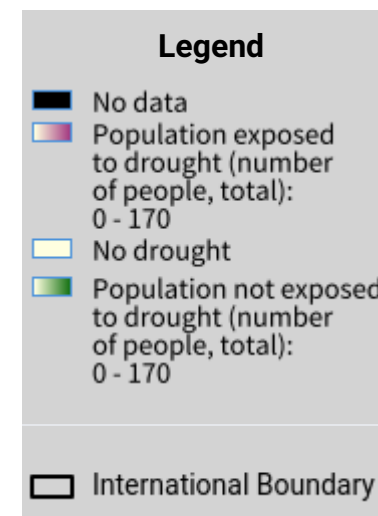 Legend
No data
Population exposed
to drought (number
of people, total):
0 - 170
No drought
Population not exposed
to drought (number
of people, total):
0 - 170
International Boundary